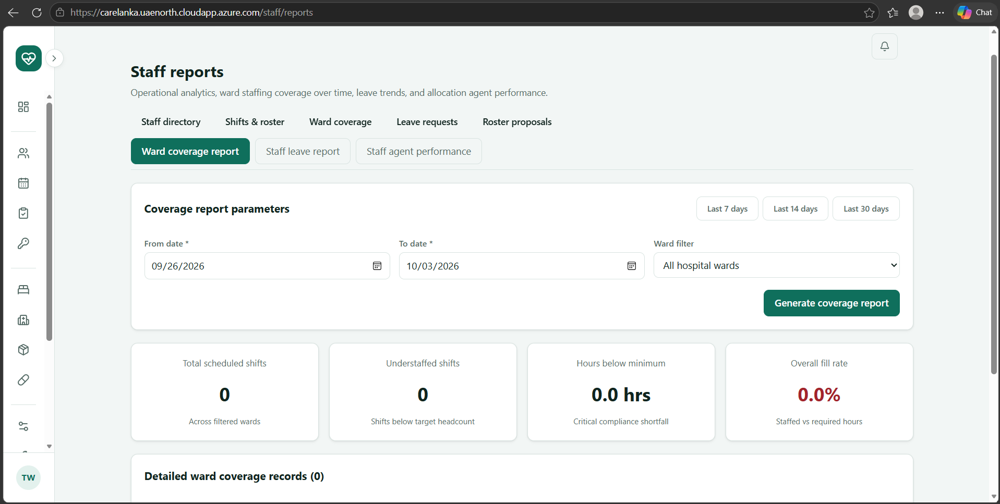 https://carelanka.uaenorth.cloudapp.azure.com/staff/reports
Chat
Staff reports
Operational analytics, ward staffing coverage over time, leave trends, and allocation agent performance.
Staff directory Shifts & roster Ward coverage Leave requests Roster proposals
Ward coverage report Staff leave report Staff agent performance
Coverage report parameters
Last 7 days Last 14 days Last 30 days
From date * To date * Ward filter
09/26/2026 10/03/2026 All hospital wards
Generate coverage report
Total scheduled shifts Understaffed shifts Hours below minimum Overall fill rate
0 0 0.0 hrs 0.0%
Across filtered wards Shifts below target headcount Critical compliance shortfall Staffed vs required hours
Detailed ward coverage records (0)
TW